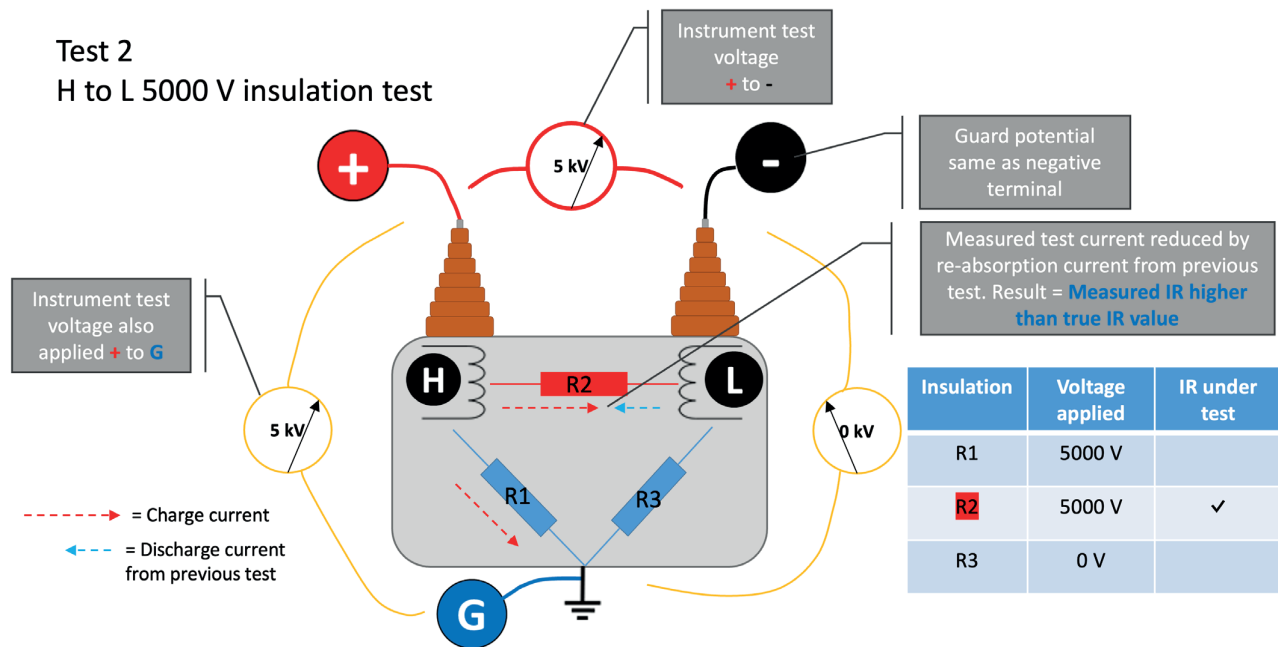 Test 2
H to L 5000 V insulation test
Instrument test
voltage
+ to -
Guard potential
same as negative
terminal
Measured test current reduced by
re-absorption current from previous
test. Result = Measured IR higher
than true IR value
Instrument test
voltage also
applied + to G
+
5 kV
-
H
R2
L
5 kV
0 kV
R1
R3
G
= Charge current
= Discharge current
from previous test
Insulation Voltage applied IR under test
R1 5000 V
R2 5000 V ✓
R3 0 V